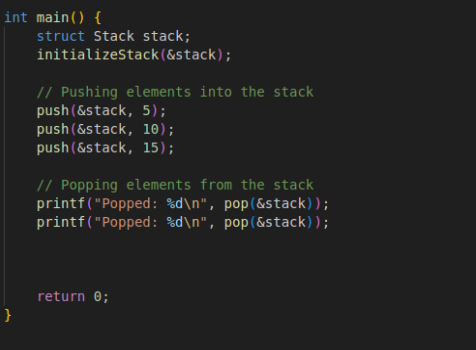 int main() {
    struct Stack stack;
    initializeStack(&stack);

    // Pushing elements into the stack
    push(&stack, 5);
    push(&stack, 10);
    push(&stack, 15);

    // Popping elements from the stack
    printf("Popped: %d\n", pop(&stack));
    printf("Popped: %d\n", pop(&stack));

    return 0;
}